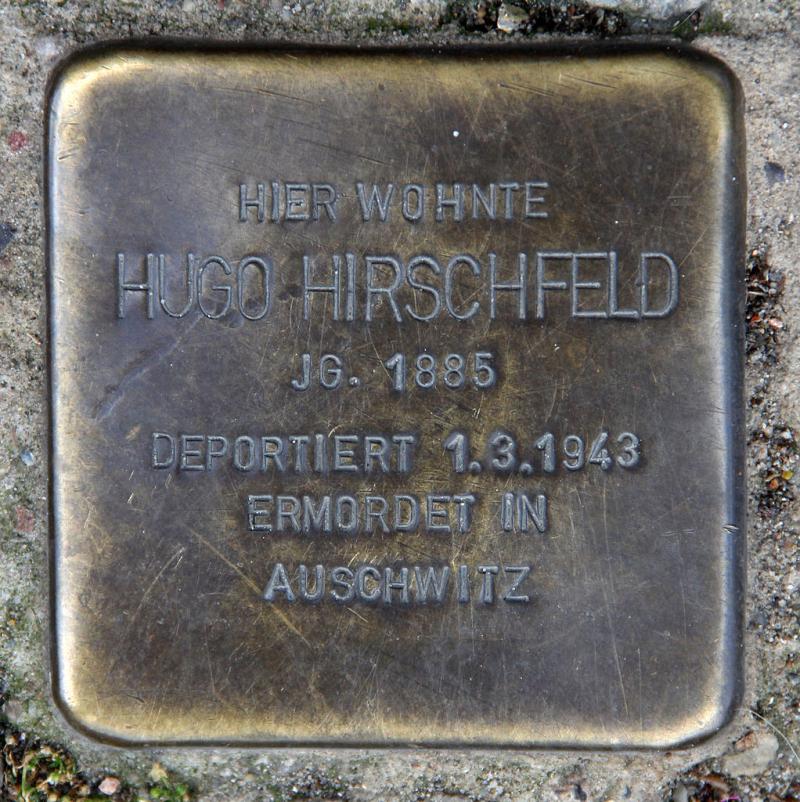 HIER WOHNTE
HUGO HIRSCHFELD
JG. 1885
DEPORTIERT 1.3.1943
ERMORDET IN
AUSCHWITZ